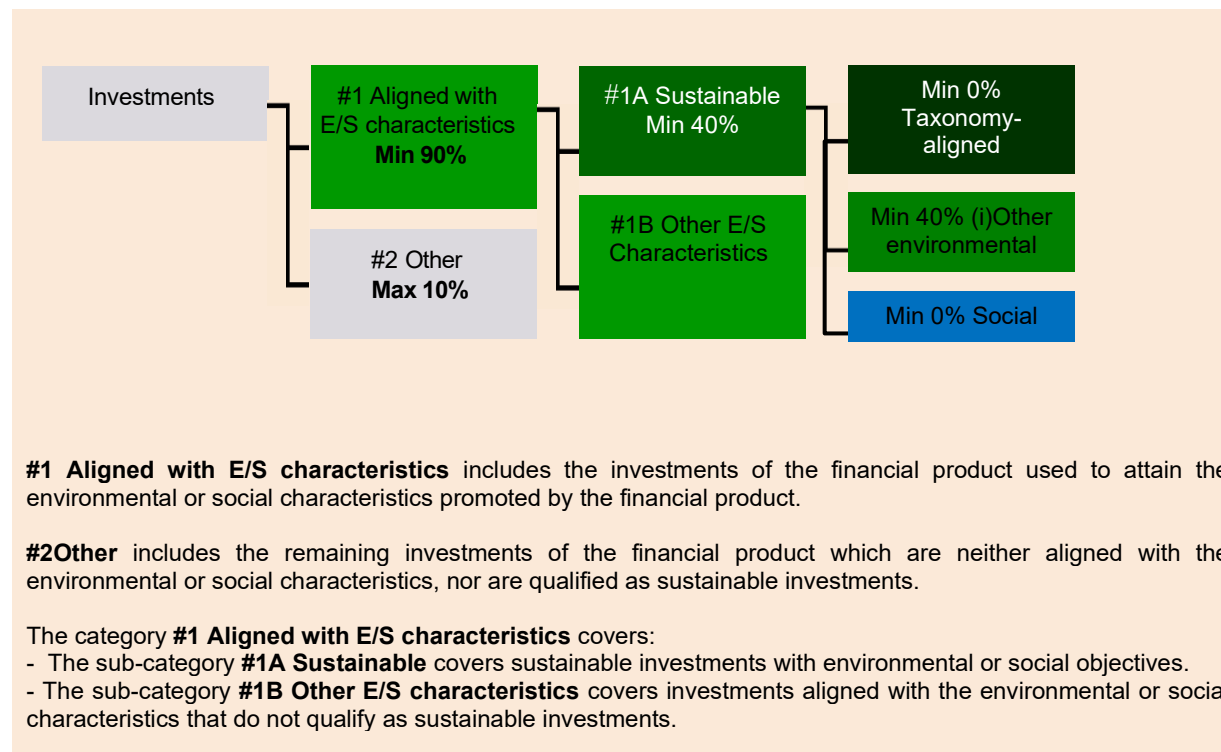 Investments
#1 Aligned with
E/S characteristics
Min 90%
#2 Other
Max 10%
#1A Sustainable
Min 40%
#1B Other E/S
Characteristics
Min 0%
Taxonomy-
aligned
Min 40% (i)Other
environmental
Min 0% Social
#1 Aligned with E/S characteristics includes the investments of the financial product used to attain the
environmental or social characteristics promoted by the financial product.
#2Other includes the remaining investments of the financial product which are neither aligned with the
environmental or social characteristics, nor are qualified as sustainable investments.
The category #1 Aligned with E/S characteristics covers:
- The sub-category #1A Sustainable covers sustainable investments with environmental or social objectives.
- The sub-category #1B Other E/S characteristics covers investments aligned with the environmental or social
characteristics that do not qualify as sustainable investments.